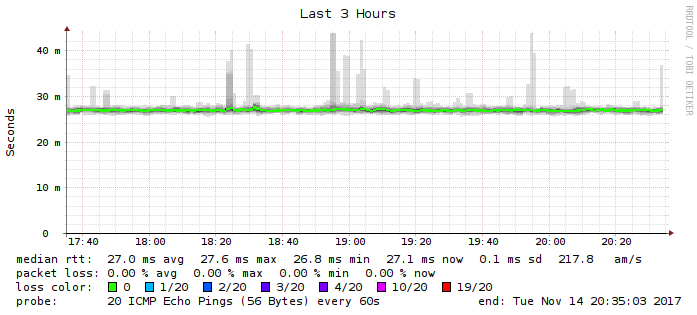 Last 3 Hours
RRDTOOL / TOBI OETIKER
Seconds
40 m
30 m
20 m
10 m
0
17:40 18:00 18:20 18:40 19:00 19:20 19:40 20:00 20:20
median rtt: 27.0 ms avg 27.6 ms max 26.8 ms min 27.1 ms now 0.1 ms sd 217.8 am/s
packet loss: 0.00 % avg 0.00 % max 0.00 % min 0.00 % now
loss color: 0 1/20 2/20 3/20 4/20 10/20 19/20
probe: 20 ICMP Echo Pings (56 Bytes) every 60s end: Tue Nov 14 20:35:03 2017